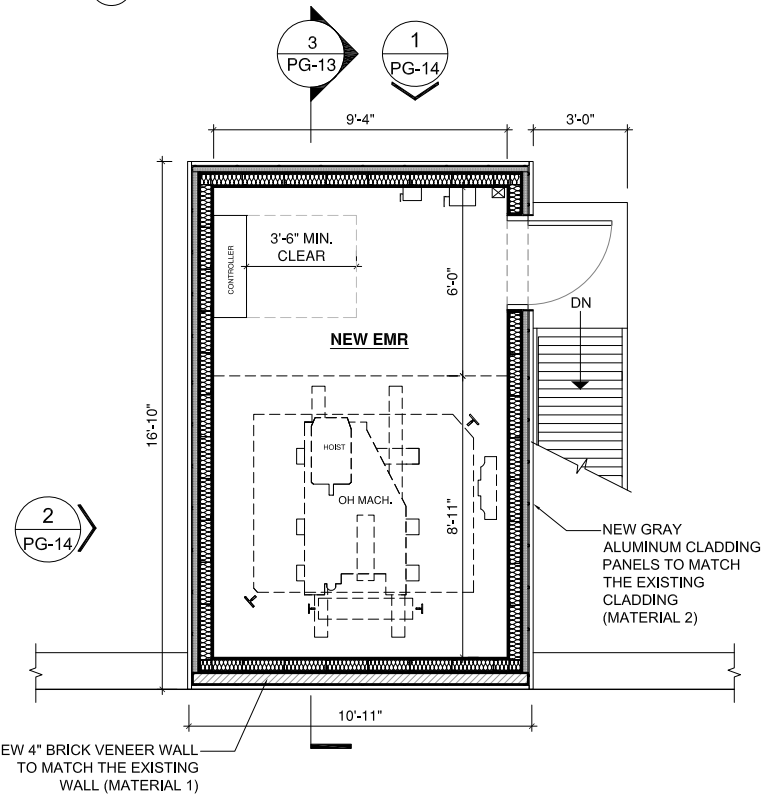 3
PG-13
1
PG-14
9'-4"
3'-0"
3'-6" MIN.
CLEAR
CONTROLLER
6'-0"
DN
NEW EMR
16'-10"
HOIST
OH MACH.
8'-11"
2
PG-14
NEW GRAY
ALUMINUM CLADDING
PANELS TO MATCH
THE EXISTING
CLADDING
(MATERIAL 2)
10'-11"
EW 4" BRICK VENEER WALL
TO MATCH THE EXISTING
WALL (MATERIAL 1)